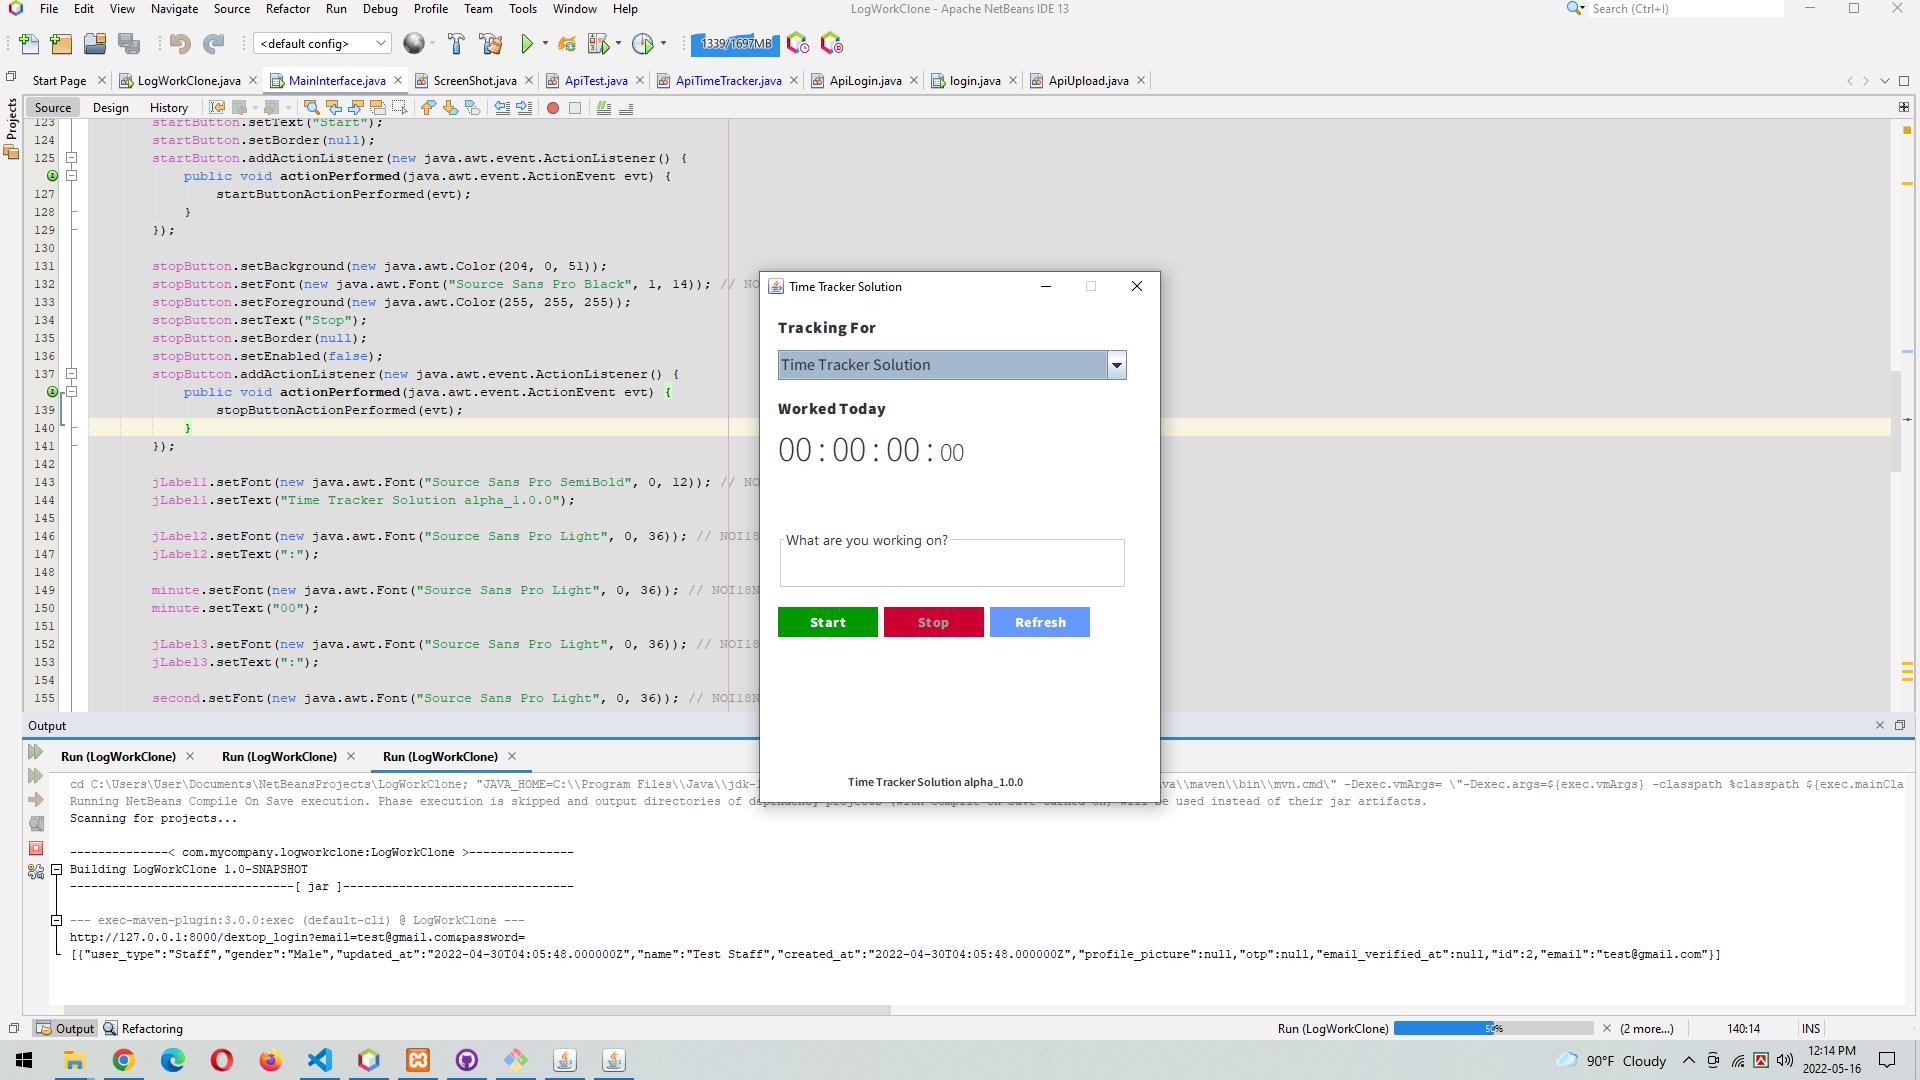 File Edit View Navigate Source Refactor Run Debug Profile Team Tools Window Help
LogWorkClone - Apache NetBeans IDE 13
Search (Ctrl+I)
<default config>
1339/1697MB
Start Page
LogWorkClone.java
MainInterface.java
ScreenShot.java
ApiTest.java
ApiTimeTracker.java
ApiLogin.java
login.java
ApiUpload.java
Source Design History
Projects
123 startButton.setText("Start");
124 startButton.setBorder(null);
125 startButton.addActionListener(new java.awt.event.ActionListener() {
public void actionPerformed(java.awt.event.ActionEvent evt) {
127 startButtonActionPerformed(evt);
128 }
129 });
130
131 stopButton.setBackground(new java.awt.Color(204, 0, 51));
132 stopButton.setFont(new java.awt.Font("Source Sans Pro Black", 1, 14)); // NO
133 stopButton.setForeground(new java.awt.Color(255, 255, 255));
134 stopButton.setText("Stop");
135 stopButton.setBorder(null);
136 stopButton.setEnabled(false);
137 stopButton.addActionListener(new java.awt.event.ActionListener() {
public void actionPerformed(java.awt.event.ActionEvent evt) {
139 stopButtonActionPerformed(evt);
140 }
141 });
142
143 jLabel1.setFont(new java.awt.Font("Source Sans Pro SemiBold", 0, 12)); // NO
144 jLabel1.setText("Time Tracker Solution alpha_1.0.0");
145
146 jLabel2.setFont(new java.awt.Font("Source Sans Pro Light", 0, 36)); // NOI18N
147 jLabel2.setText(":");
148
149 minute.setFont(new java.awt.Font("Source Sans Pro Light", 0, 36)); // NOI18N
150 minute.setText("00");
151
152 jLabel3.setFont(new java.awt.Font("Source Sans Pro Light", 0, 36)); // NOI18N
153 jLabel3.setText(":");
154
155 second.setFont(new java.awt.Font("Source Sans Pro Light", 0, 36)); // NOI18N
Time Tracker Solution
Tracking For
Time Tracker Solution
Worked Today
00 : 00 : 00 : 00
What are you working on?
Start Stop Refresh
Time Tracker Solution alpha_1.0.0
Output
Run (LogWorkClone) Run (LogWorkClone) Run (LogWorkClone)
cd C:\Users\User\Documents\NetBeansProjects\LogWorkClone; "JAVA_HOME=C:\\Program Files\\Java\\jdk- \\maven\\bin\\mvn.cmd\" -Dexec.vmArgs= \"-Dexec.args=${exec.vmArgs} -classpath %classpath ${exec.mainCla
Running NetBeans Compile On Save execution. Phase execution is skipped and output directories of dependency projects (with Compile on Save turned on) will be used instead of their jar artifacts.
Scanning for projects...
--------------< com.mycompany.logworkclone:LogWorkClone >---------------
Building LogWorkClone 1.0-SNAPSHOT
--------------------------------[ jar ]---------------------------------
--- exec-maven-plugin:3.0.0:exec (default-cli) @ LogWorkClone ---
http://127.0.0.1:8000/dextop_login?email=test@gmail.com&password=
[{"user_type":"Staff","gender":"Male","updated_at":"2022-04-30T04:05:48.000000Z","name":"Test Staff","created_at":"2022-04-30T04:05:48.000000Z","profile_picture":null,"otp":null,"email_verified_at":null,"id":2,"email":"test@gmail.com"}]
Output Refactoring
Run (LogWorkClone) (2 more...) 140:14 INS
90°F Cloudy
12:14 PM
2022-05-16